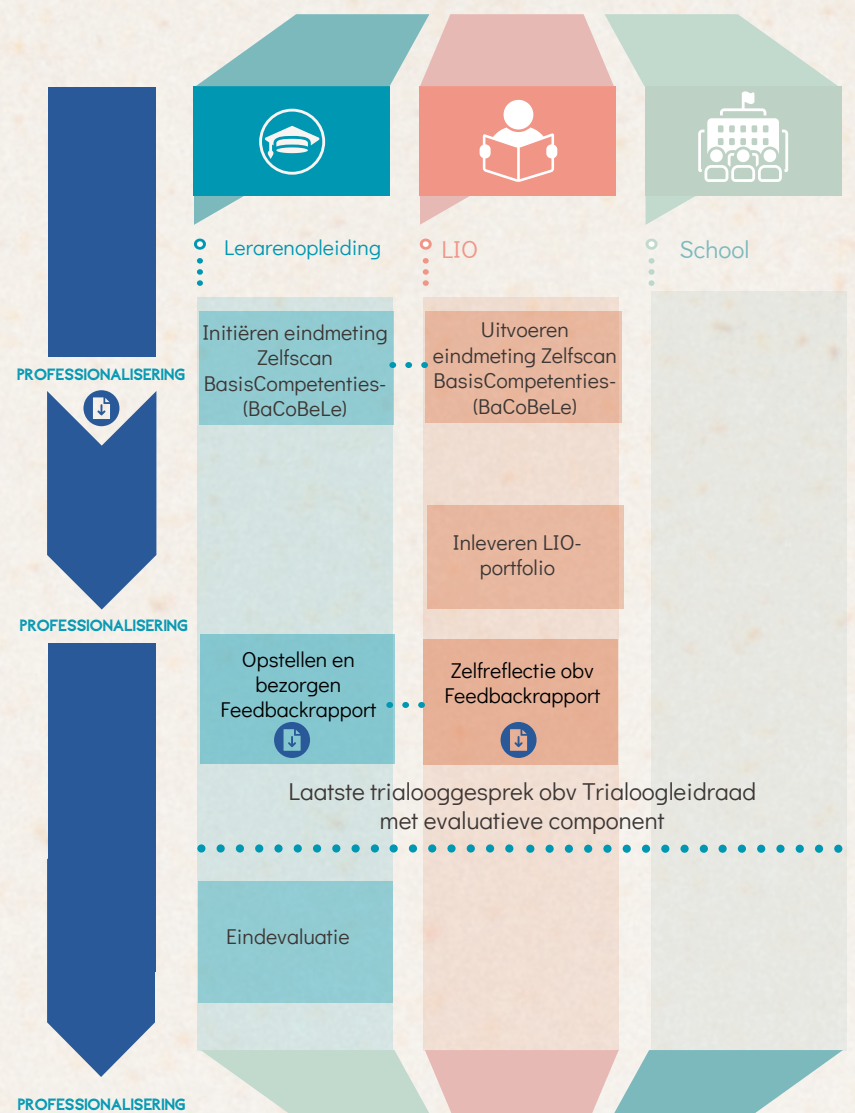 Lerarenopleiding
LIO
School
Initiëren eindmeting
Zelfscan
BasisCompetenties-
(BaCoBeLe)
Uitvoeren
eindmeting Zelfscan
BasisCompetenties-
(BaCoBeLe)
PROFESSIONALISERING
Inleveren LIO-
portfolio
PROFESSIONALISERING
Opstellen en
bezorgen
Feedbackrapport
Zelfreflectie obv
Feedbackrapport
Laatste trialooggesprek obv Trialoogleidraad
met evaluatieve component
Eindevaluatie
PROFESSIONALISERING